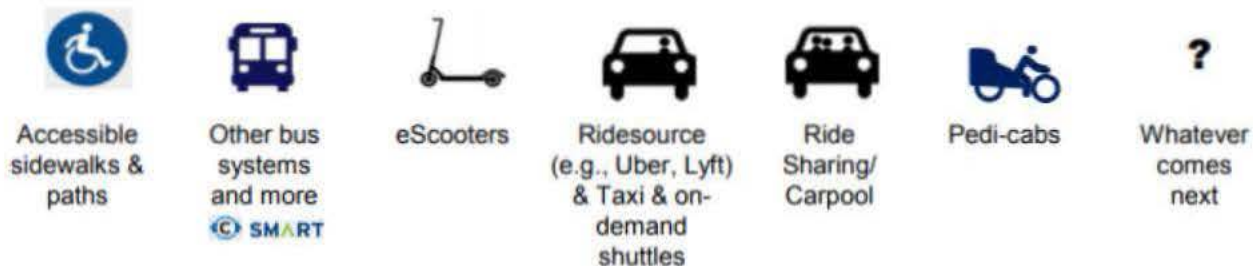 Accessible
sidewalks &
paths
Other bus
systems
and more
C SMART
eScooters
Ridesource
(e.g., Uber, Lyft)
& Taxi & on-
demand
shuttles
Ride
Sharing/
Carpool
Pedi-cabs
?
Whatever
comes
next